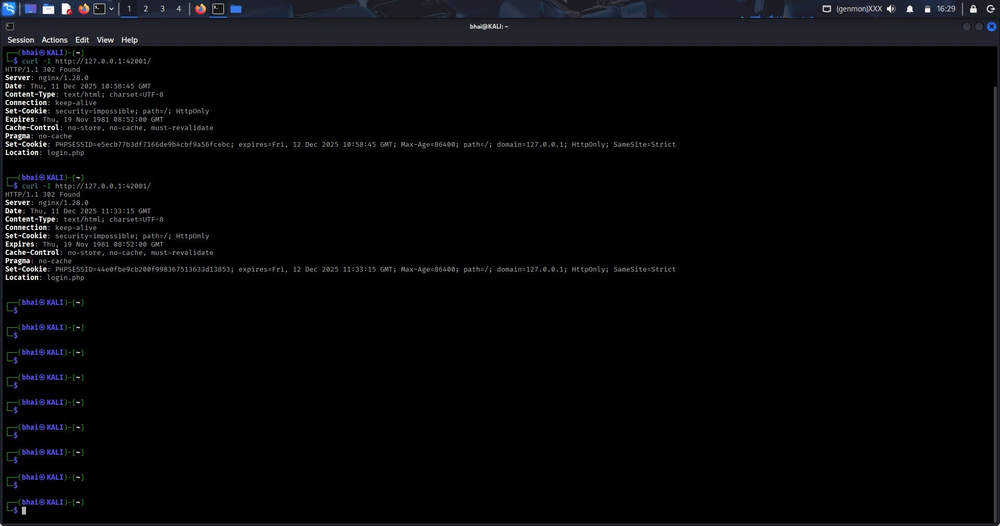 1 2 3 4 (genmon)XXX 16:29
bhai@KALI: ~
Session Actions Edit View Help
┌──(bhai㉿KALI)-[~]
└─$ curl -I http://127.0.0.1:42001/
HTTP/1.1 302 Found
Server: nginx/1.28.0
Date: Thu, 11 Dec 2025 10:58:45 GMT
Content-Type: text/html; charset=UTF-8
Connection: keep-alive
Set-Cookie: security=impossible; path=/; HttpOnly
Expires: Thu, 19 Nov 1981 08:52:00 GMT
Cache-Control: no-store, no-cache, must-revalidate
Pragma: no-cache
Set-Cookie: PHPSESSID=e5ecb77b3df7166de9b4cbf9a56fcebc; expires=Fri, 12 Dec 2025 10:58:45 GMT; Max-Age=86400; path=/; domain=127.0.0.1; HttpOnly; SameSite=Strict
Location: login.php
┌──(bhai㉿KALI)-[~]
└─$ curl -I http://127.0.0.1:42001/
HTTP/1.1 302 Found
Server: nginx/1.28.0
Date: Thu, 11 Dec 2025 11:33:15 GMT
Content-Type: text/html; charset=UTF-8
Connection: keep-alive
Set-Cookie: security=impossible; path=/; HttpOnly
Expires: Thu, 19 Nov 1981 08:52:00 GMT
Cache-Control: no-store, no-cache, must-revalidate
Pragma: no-cache
Set-Cookie: PHPSESSID=44e0fbe9cb200f998367513633d13853; expires=Fri, 12 Dec 2025 11:33:15 GMT; Max-Age=86400; path=/; domain=127.0.0.1; HttpOnly; SameSite=Strict
Location: login.php
┌──(bhai㉿KALI)-[~]
└─$
┌──(bhai㉿KALI)-[~]
└─$
┌──(bhai㉿KALI)-[~]
└─$
┌──(bhai㉿KALI)-[~]
└─$
┌──(bhai㉿KALI)-[~]
└─$
┌──(bhai㉿KALI)-[~]
└─$
┌──(bhai㉿KALI)-[~]
└─$
┌──(bhai㉿KALI)-[~]
└─$
┌──(bhai㉿KALI)-[~]
└─$